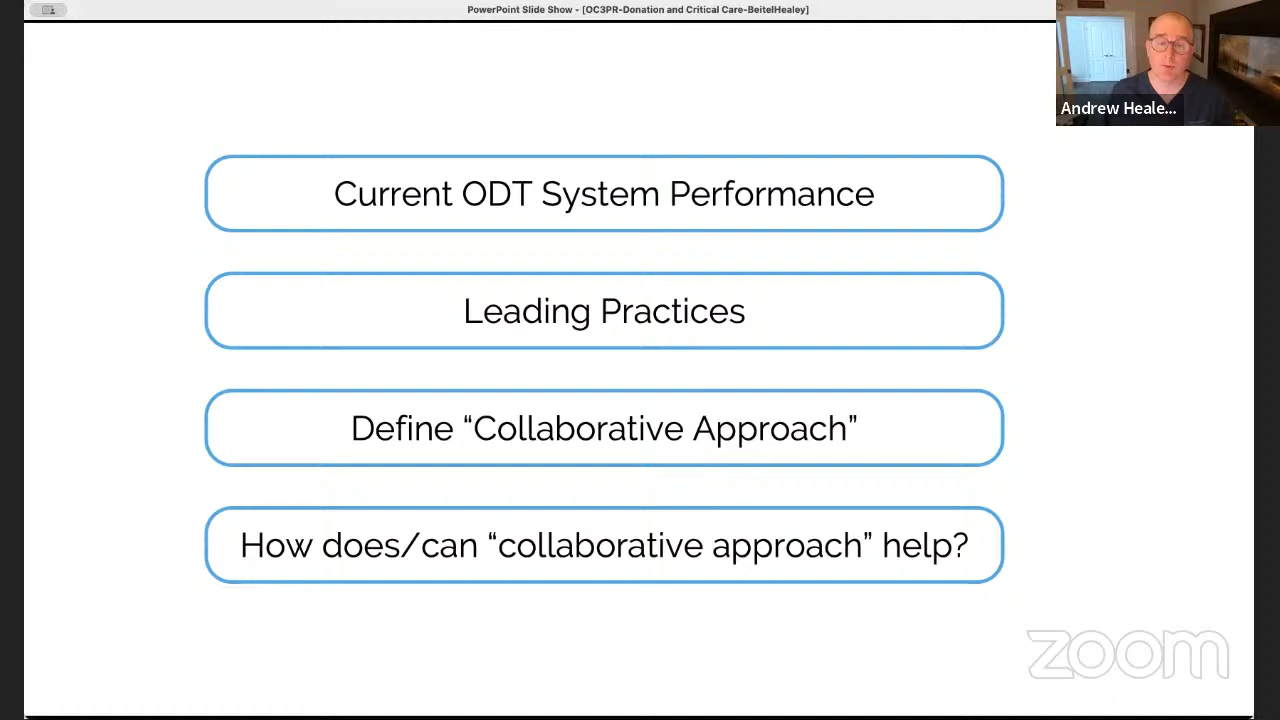 PowerPoint Slide Show - [OC3PR-Donation and Critical Care-BeitelHealey]
Andrew Heale...
Current ODT System Performance
Leading Practices
Define “Collaborative Approach”
How does/can “collaborative approach” help?
zoom